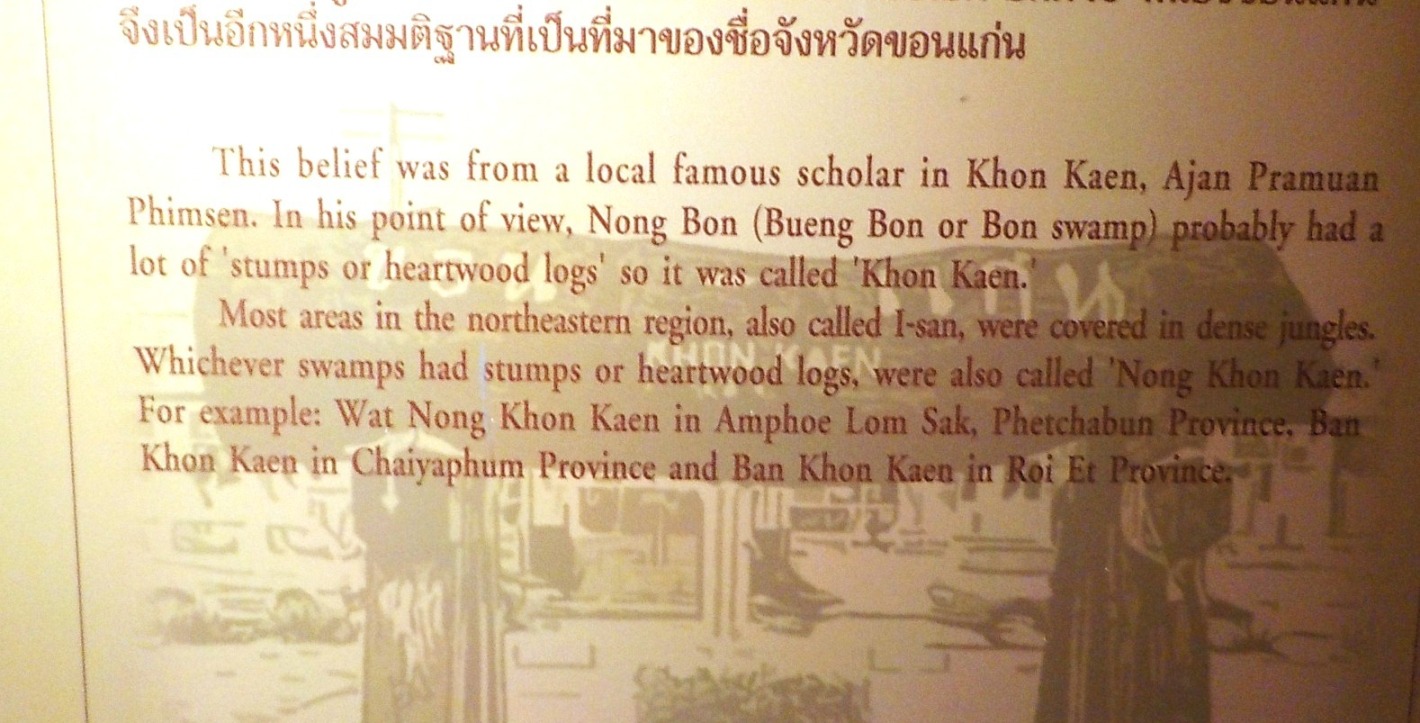 จึงเป็นอีกหนึ่งสมมติฐานที่เป็นที่มาของชื่อจังหวัดขอนแก่น
This belief was from a local famous scholar in Khon Kaen, Ajan Pramuan
Phimsen. In his point of view, Nong Bon (Bueng Bon or Bon swamp) probably had a
lot of 'stumps or heartwood logs' so it was called 'Khon Kaen.'
Most areas in the northeastern region, also called I-san, were covered in dense jungles.
Whichever swamps had stumps or heartwood logs, were also called 'Nong Khon Kaen.'
KHON KAEN
For example: Wat Nong Khon Kaen in Amphoe Lom Sak, Phetchabun Province, Ban
Khon Kaen in Chaiyaphum Province and Ban Khon Kaen in Roi Et Province.